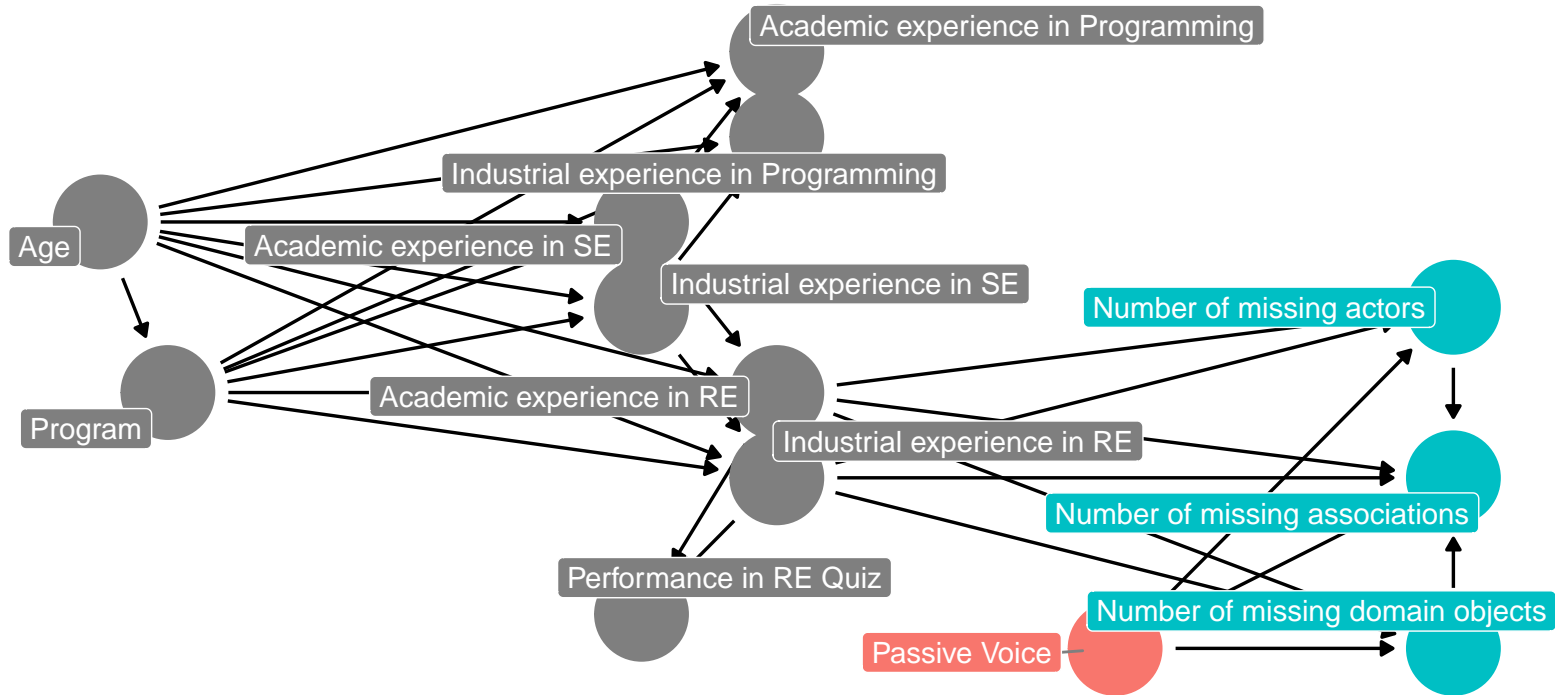 Academic experience in Programming
Industrial experience in Programming
Age
Academic experience in SE
Industrial experience in SE
Number of missing actors
Academic experience in RE
Program
Industrial experience in RE
Number of missing associations
Performance in RE Quiz
Number of missing domain objects
Passive Voice